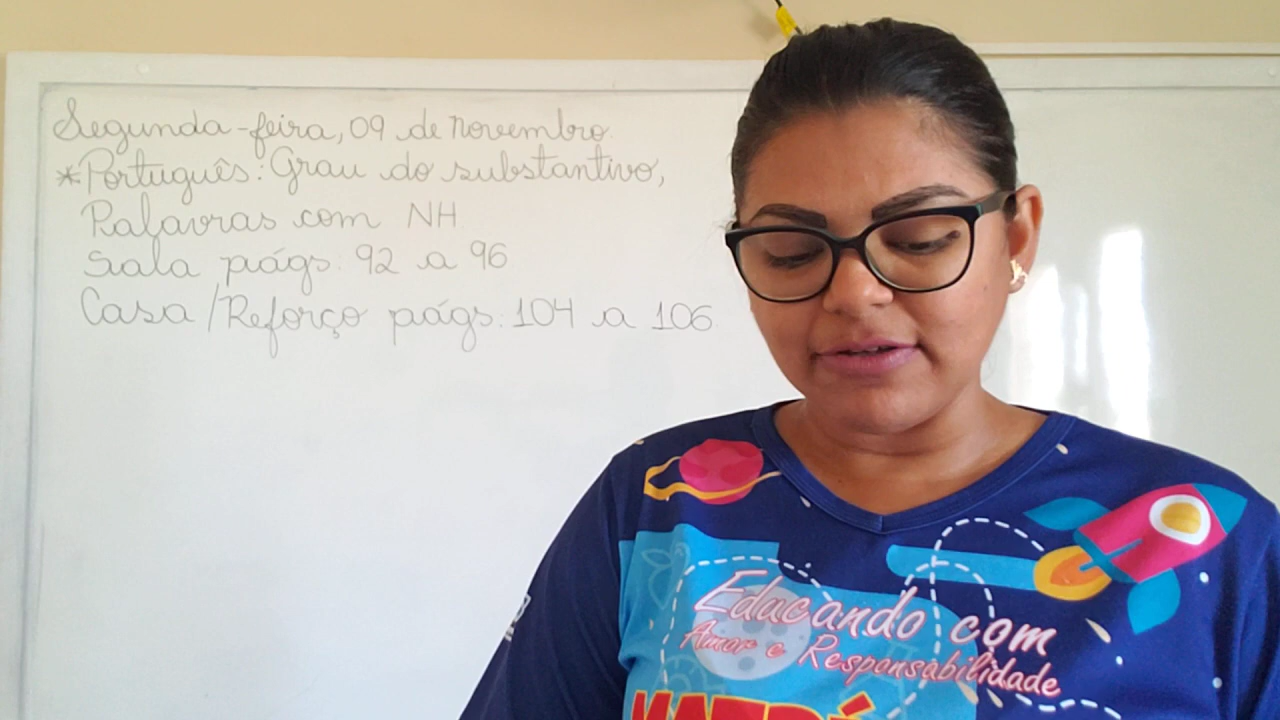 Segunda-feira, 09 de novembro.
*Português: Grau do substantivo,
Palavras com NH.
Sala págs. 92 a 96
Casa/Reforço págs: 104 a 106
Educando com
Amor e Responsabilidade